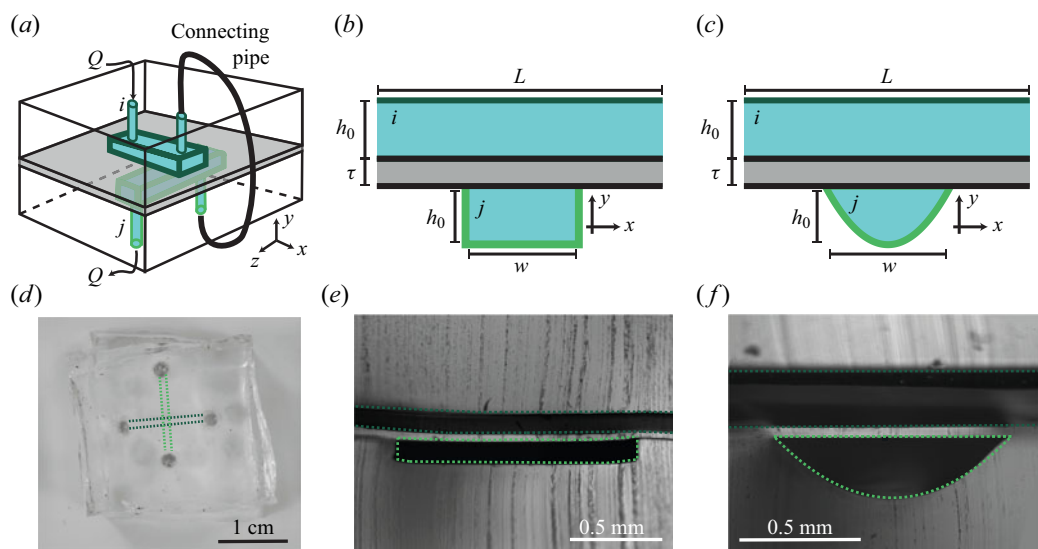 (a)
Connecting
pipe
Q
i
j
Q
y
x
z
(b)
L
h0
i
τ
h0
j
y
x
w
(c)
L
h0
i
τ
h0
j
y
x
w
(d)
1 cm
(e)
0.5 mm
(f)
0.5 mm